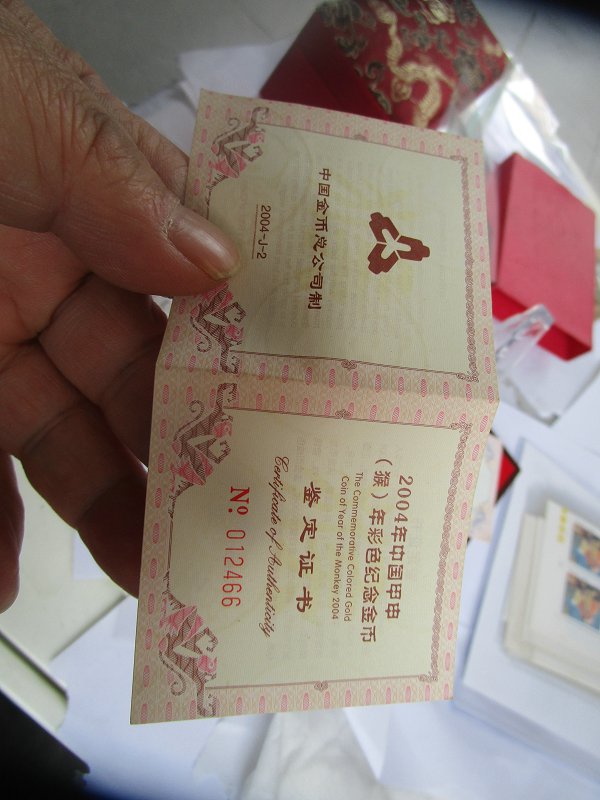 中国金币总公司制
2004-J-2
2004年中国甲申
（猴）年彩色纪念金币
The Commemorative Colored Gold
Coin of Year of the Monkey 2004
鉴定证书
Certificate of Authenticity
Nº 012466